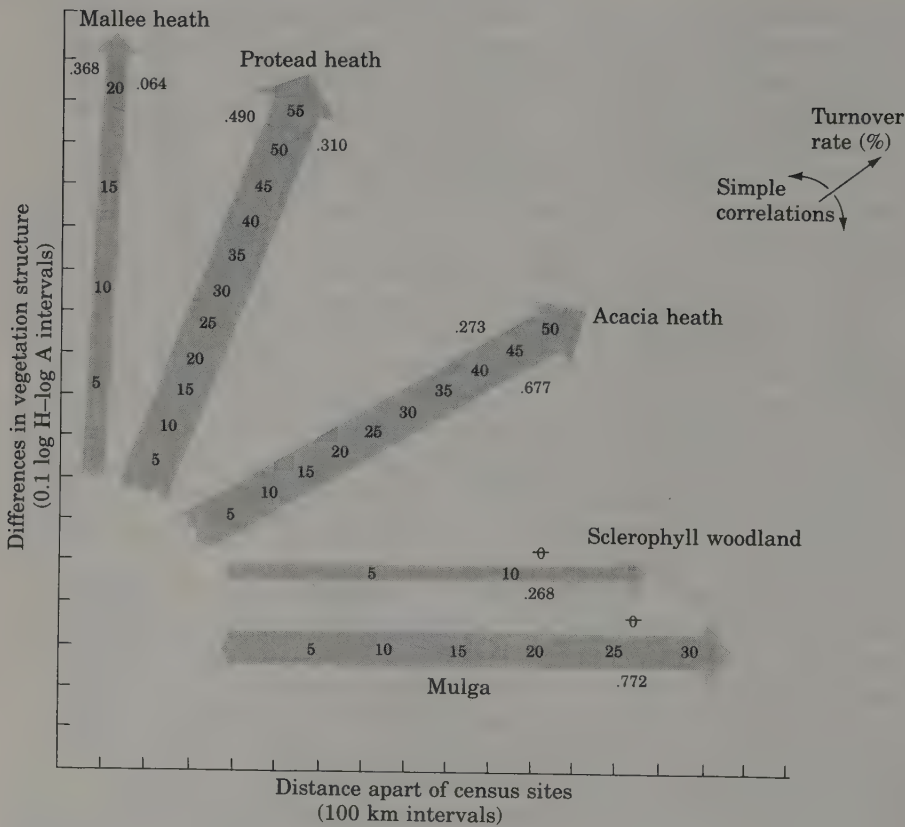 Mallee heath
.368
20
.064
15
10
5
Protead heath
.490
55
.310
50
45
40
35
30
25
20
15
10
5
Turnover
rate (%)
Simple
correlations
Acacia heath
.273
50
45
.677
40
35
30
25
20
15
10
5
Sclerophyll woodland
θ
5 10
.268
θ
5 10 15 20 25 30
.772
Mulga
Differences in vegetation structure
(0.1 log H–log A intervals)
Distance apart of census sites
(100 km intervals)